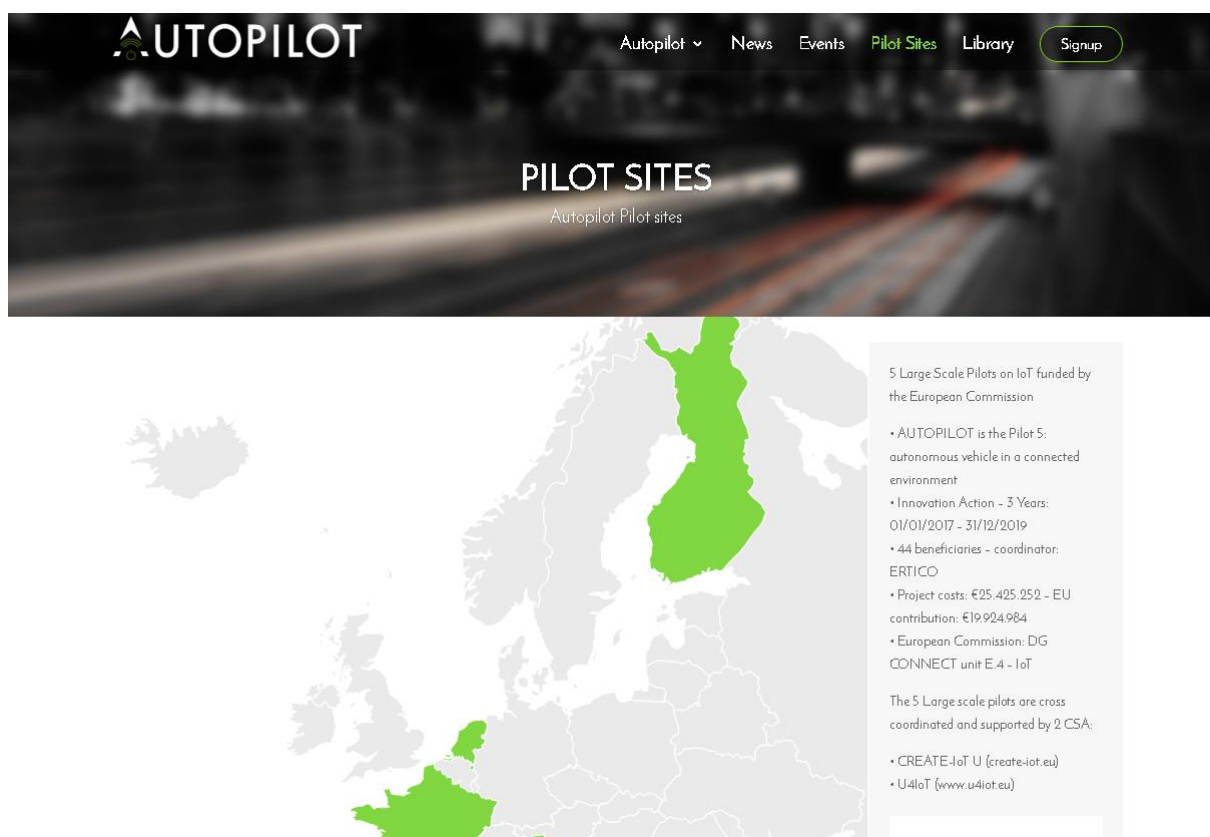 AUTOPILOT
Autopilot News Events Pilot Sites Library Signup
PILOT SITES
Autopilot Pilot sites
5 Large Scale Pilots on IoT funded by
the European Commission
• AUTOPILOT is the Pilot 5:
autonomous vehicle in a connected
environment
• Innovation Action – 3 Years:
01/01/2017 – 31/12/2019
• 44 beneficiaries – coordinator:
ERTICO
• Project costs: €25.425.252 – EU
contribution: €19.924.984
• European Commission: DG
CONNECT unit E.4 – IoT
The 5 Large scale pilots are cross
coordinated and supported by 2 CSA:
• CREATE-IoT U (create-iot.eu)
• U4IoT (www.u4iot.eu)